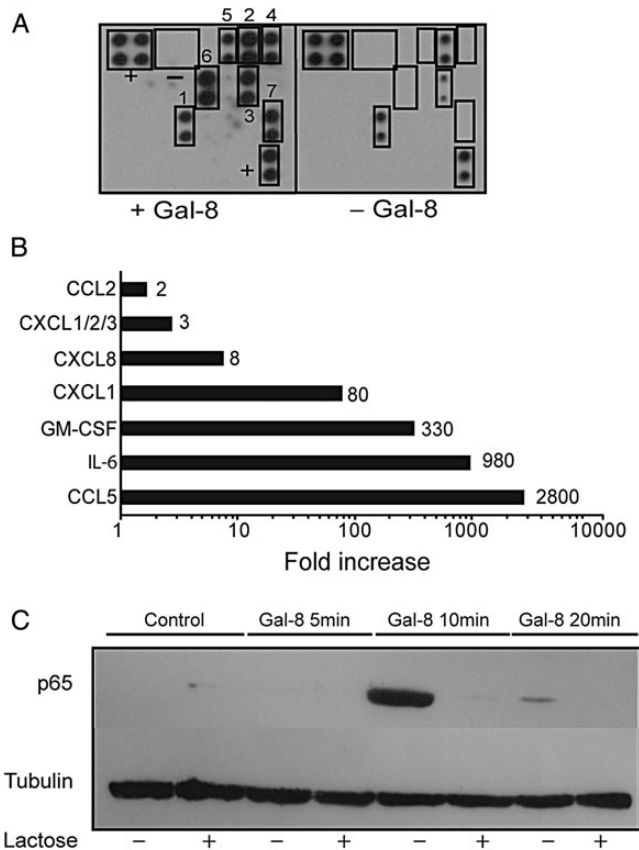 A
5 2 4
6
+ −
1 3 7
+
+ Gal-8 − Gal-8
B
CCL2 2
CXCL1/2/3 3
CXCL8 8
CXCL1 80
GM-CSF 330
IL-6 980
CCL5 2800
1 10 100 1000 10000
Fold increase
C
Control Gal-8 5min Gal-8 10min Gal-8 20min
p65
Tubulin
Lactose − + − + − + − +